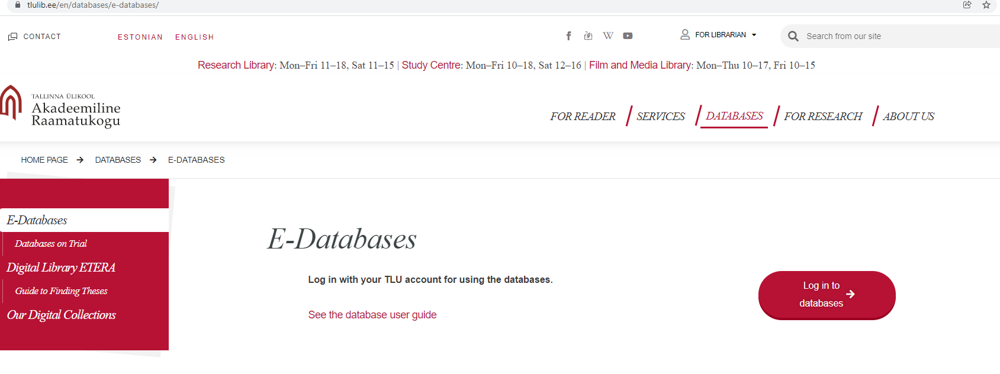 tlulib.ee/en/databases/e-databases/
CONTACT
ESTONIAN ENGLISH
FOR LIBRARIAN
Search from our site
Research Library: Mon–Fri 11–18, Sat 11–15 | Study Centre: Mon–Fri 10–18, Sat 12–16 | Film and Media Library: Mon–Thu 10–17, Fri 10–15
TALLINNA ÜLIKOOL
Akadeemiline
Raamatukogu
FOR READER / SERVICES / DATABASES / FOR RESEARCH / ABOUT US
HOME PAGE → DATABASES → E-DATABASES
E-Databases
Databases on Trial
Digital Library ETERA
Guide to Finding Theses
Our Digital Collections
E-Databases
Log in with your TLU account for using the databases.
See the database user guide
Log in to
databases →